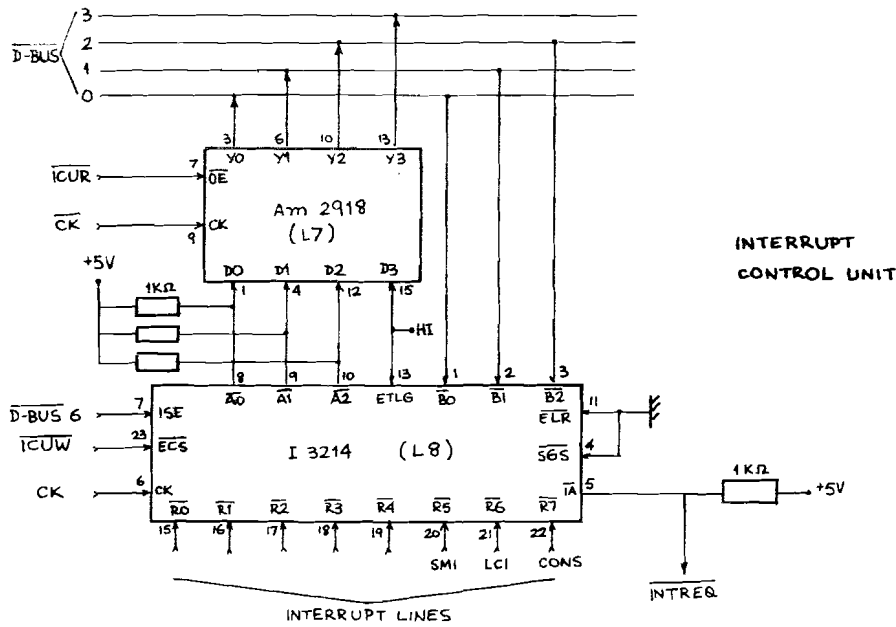 3
D-BUS 2
1
0
3 6 10 13
Y0 Y1 Y2 Y3
ICUR 7 OE
Am 2918
(L7)
CK 9 CK
INTERRUPT
CONTROL UNIT
+5V
D0 D1 D2 D3
1 4 12 15
1KΩ
HI
8 9 10 13 1 2 3
A0 A1 A2 ETLG B0 B1 B2
D-BUS 6 7 ISE
ELR 11
ICUW 23 ECS
I 3214 (L8)
SGS 4
CK 6 CK
IA 5
1KΩ
+5V
R0 R1 R2 R3 R4 R5 R6 R7
15 16 17 18 19 20 21 22
SMI LCI CONS
INTREQ
INTERRUPT LINES